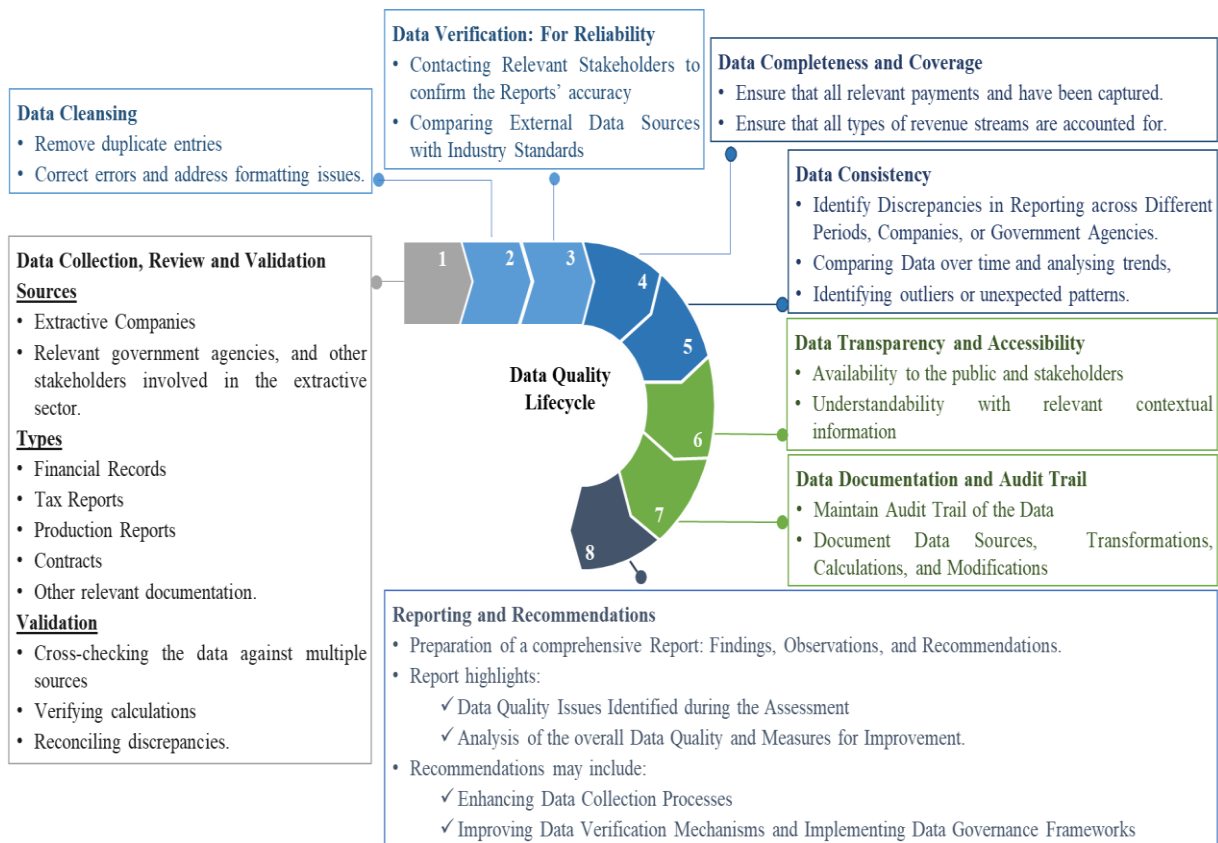 Data Verification: For Reliability
• Contacting Relevant Stakeholders to
confirm the Reports’ accuracy
• Comparing External Data Sources
with Industry Standards
Data Completeness and Coverage
• Ensure that all relevant payments and have been captured.
• Ensure that all types of revenue streams are accounted for.
Data Cleansing
• Remove duplicate entries
• Correct errors and address formatting issues.
Data Consistency
• Identify Discrepancies in Reporting across Different
Periods, Companies, or Government Agencies.
• Comparing Data over time and analysing trends,
• Identifying outliers or unexpected patterns.
Data Collection, Review and Validation
Sources
• Extractive Companies
• Relevant government agencies, and other
stakeholders involved in the extractive
sector.
Types
• Financial Records
• Tax Reports
• Production Reports
• Contracts
• Other relevant documentation.
Validation
• Cross-checking the data against multiple
sources
• Verifying calculations
• Reconciling discrepancies.
1
2
3
4
5
6
7
8
Data Quality
Lifecycle
Data Transparency and Accessibility
• Availability to the public and stakeholders
• Understandability with relevant contextual
information
Data Documentation and Audit Trail
• Maintain Audit Trail of the Data
• Document Data Sources, Transformations,
Calculations, and Modifications
Reporting and Recommendations
• Preparation of a comprehensive Report: Findings, Observations, and Recommendations.
• Report highlights:
✓Data Quality Issues Identified during the Assessment
✓Analysis of the overall Data Quality and Measures for Improvement.
• Recommendations may include:
✓Enhancing Data Collection Processes
✓Improving Data Verification Mechanisms and Implementing Data Governance Frameworks